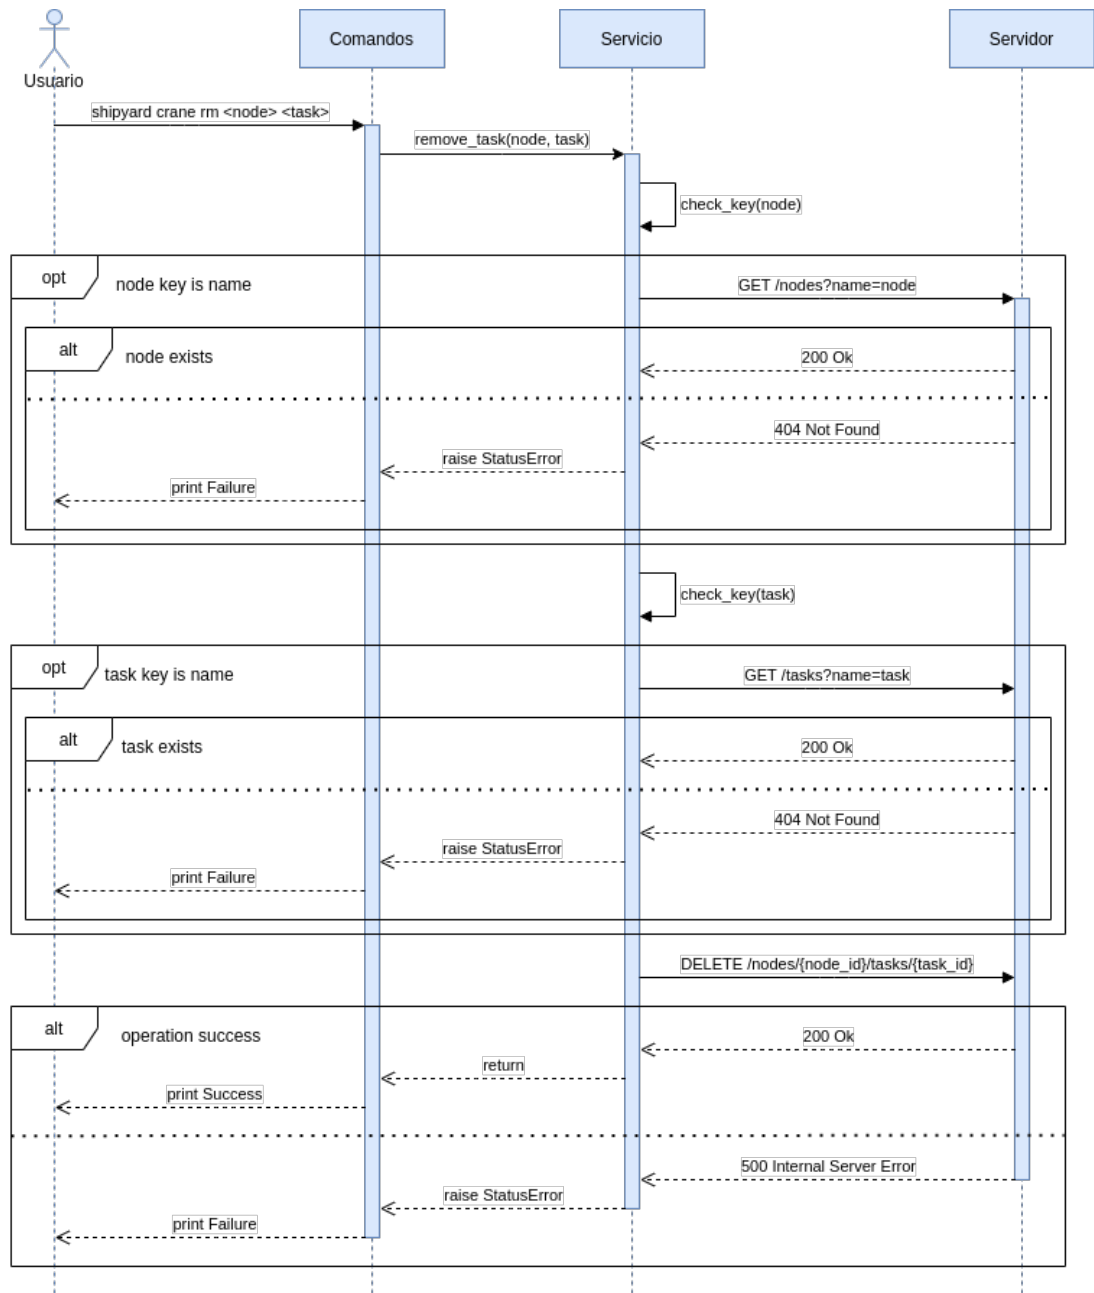 Usuario
Comandos
Servicio
Servidor
shipyard crane rm <node> <task>
remove_task(node, task)
check_key(node)
opt
node key is name
GET /nodes?name=node
alt
node exists
200 Ok
404 Not Found
raise StatusError
print Failure
check_key(task)
opt
task key is name
GET /tasks?name=task
alt
task exists
200 Ok
404 Not Found
raise StatusError
print Failure
DELETE /nodes/{node_id}/tasks/{task_id}
alt
operation success
200 Ok
return
print Success
500 Internal Server Error
raise StatusError
print Failure